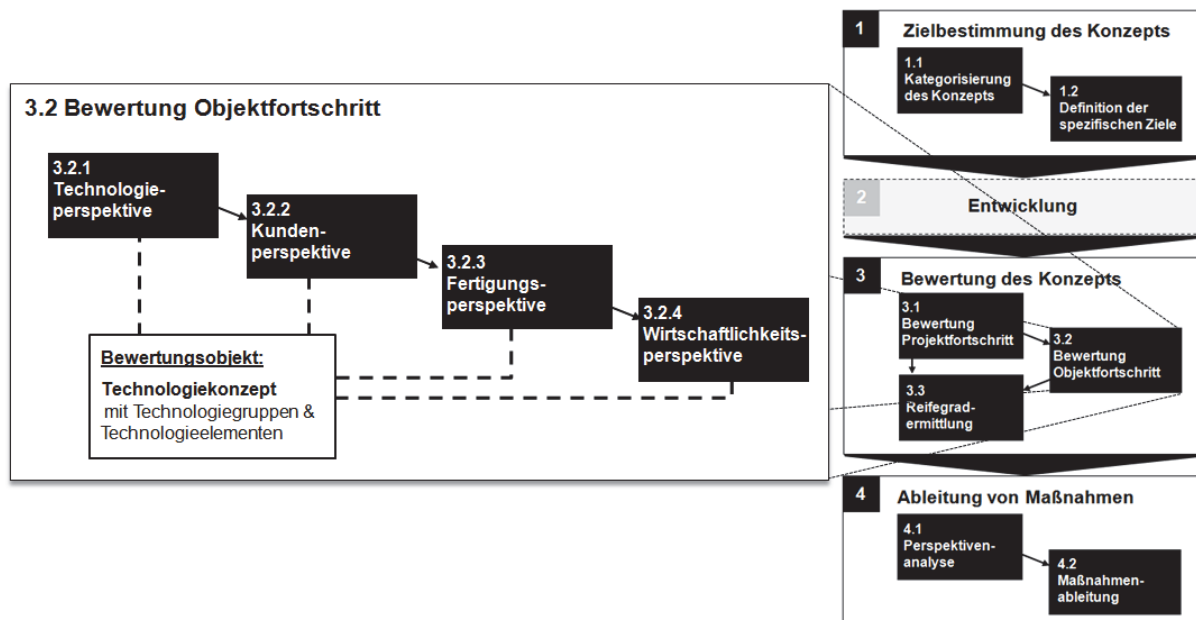 3.2 Bewertung Objektfortschritt
3.2.1
Technologie-
perspektive
3.2.2
Kunden-
perspektive
3.2.3
Fertigungs-
perspektive
3.2.4
Wirtschaftlichkeits-
perspektive
Bewertungsobjekt:
Technologiekonzept
mit Technologiegruppen &
Technologieelementen
1 Zielbestimmung des Konzepts
1.1
Kategorisierung
des Konzepts
1.2
Definition der
spezifischen Ziele
2 Entwicklung
3 Bewertung des Konzepts
3.1
Bewertung
Projektfortschritt
3.2
Bewertung
Objektfortschritt
3.3
Reifegrad-
ermittlung
4 Ableitung von Maßnahmen
4.1
Perspektiven-
analyse
4.2
Maßnahmen-
ableitung